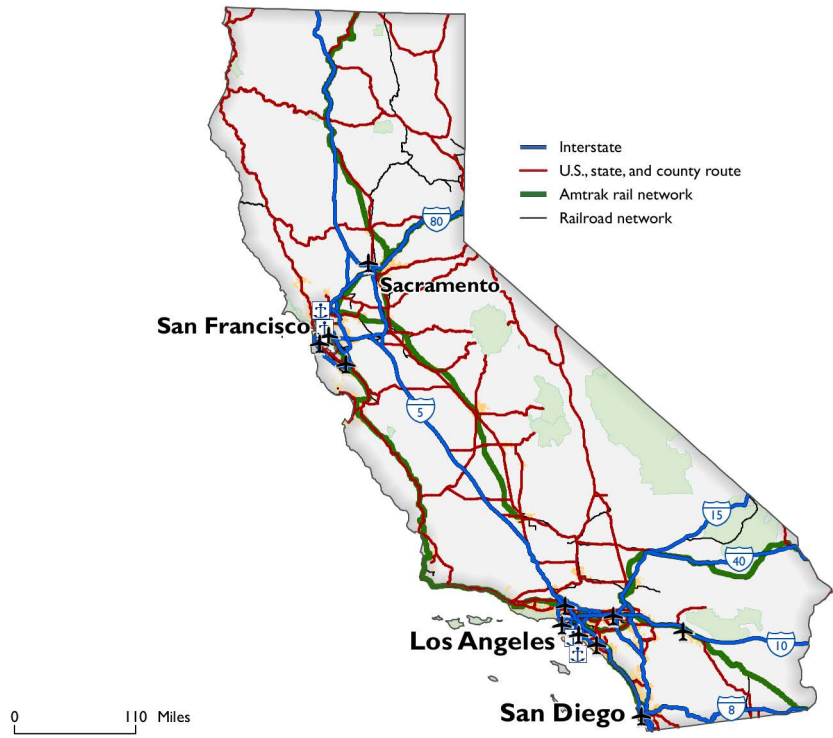 Interstate
U.S., state, and county route
Amtrak rail network
Railroad network
80
Sacramento
San Francisco
5
15
40
Los Angeles
10
San Diego
8
0 110 Miles